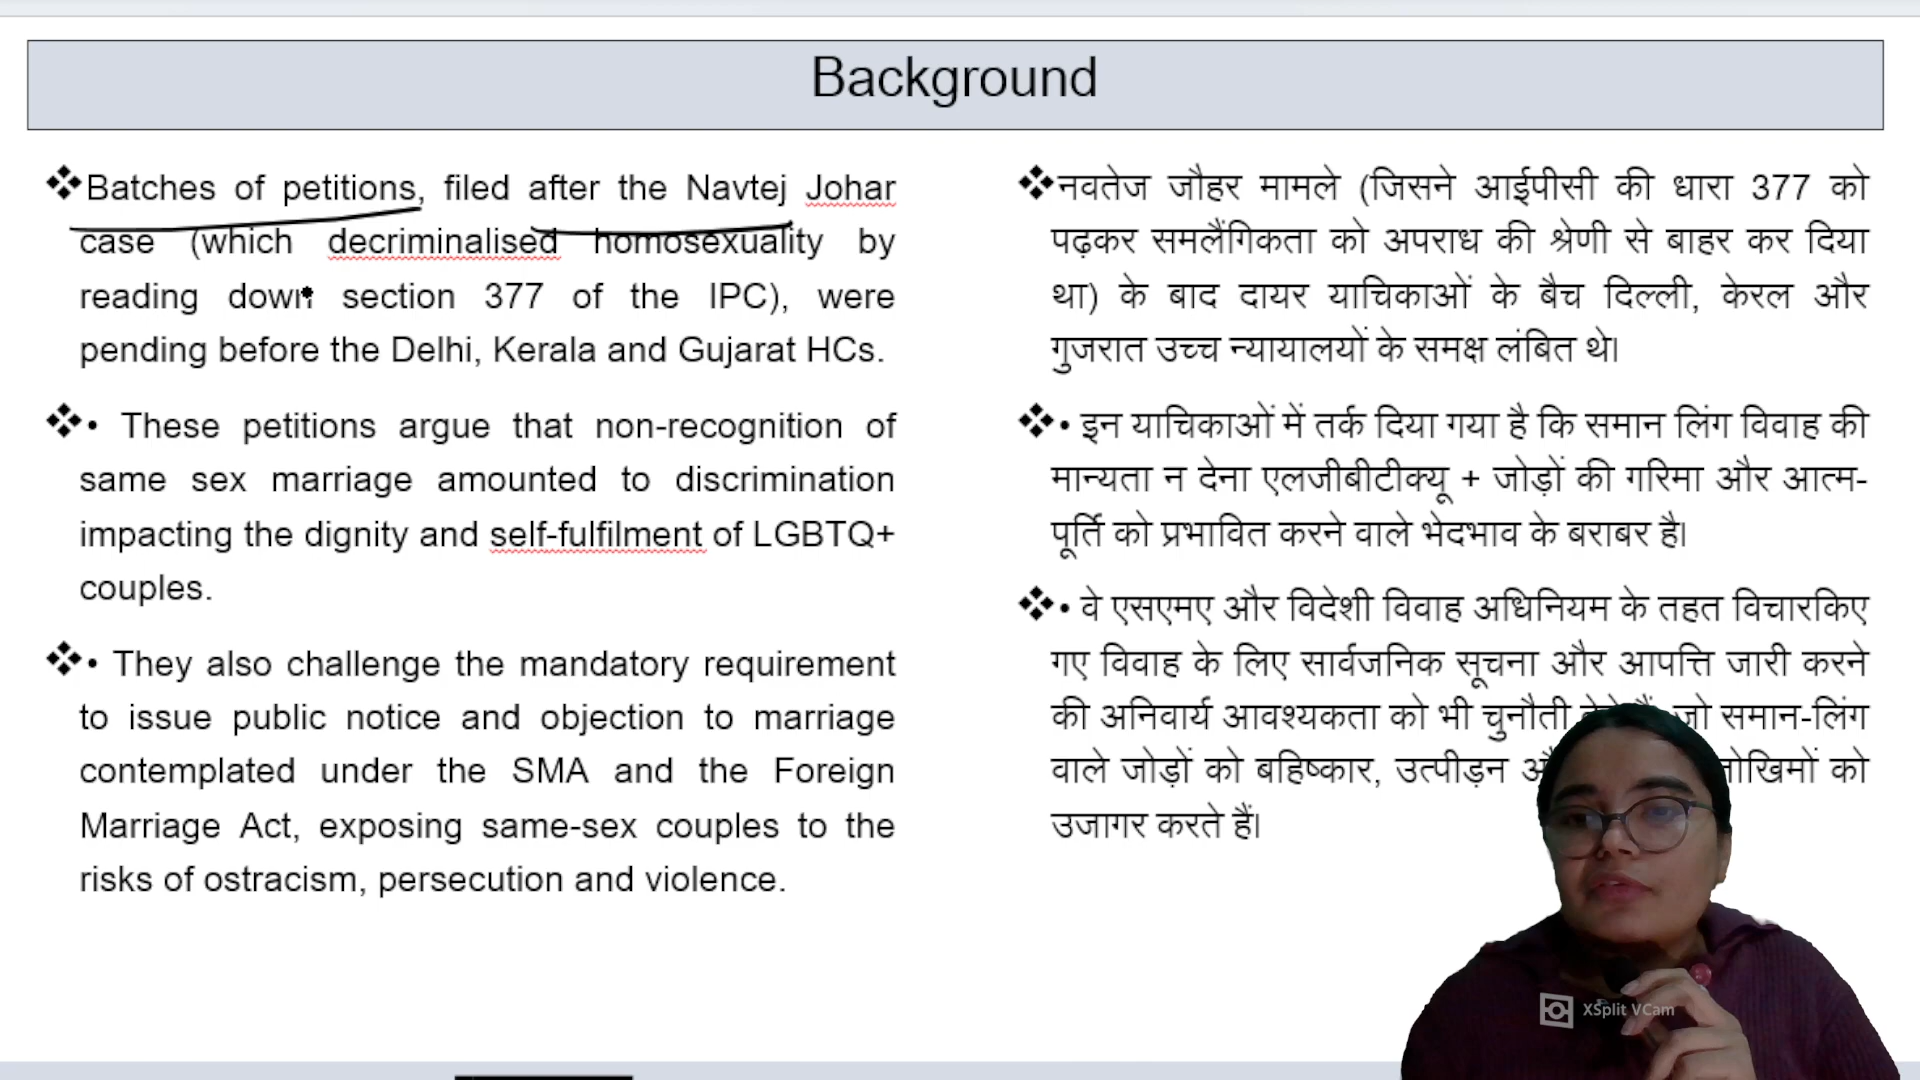 Background
❖Batches of petitions, filed after the Navtej Johar
case (which decriminalised homosexuality by
reading down section 377 of the IPC), were
pending before the Delhi, Kerala and Gujarat HCs.
❖• These petitions argue that non-recognition of
same sex marriage amounted to discrimination
impacting the dignity and self-fulfilment of LGBTQ+
couples.
❖• They also challenge the mandatory requirement
to issue public notice and objection to marriage
contemplated under the SMA and the Foreign
Marriage Act, exposing same-sex couples to the
risks of ostracism, persecution and violence.
❖नवतेज जौहर मामले (जिसने आईपीसी की धारा 377 को
पढ़कर समलैंगिकता को अपराध की श्रेणी से बाहर कर दिया
था) के बाद दायर याचिकाओं के बैच दिल्ली, केरल और
गुजरात उच्च न्यायालयों के समक्ष लंबित थे।
❖• इन याचिकाओं में तर्क दिया गया है कि समान लिंग विवाह की
मान्यता न देना एलजीबीटीक्यू + जोड़ों की गरिमा और आत्म-
पूर्ति को प्रभावित करने वाले भेदभाव के बराबर है।
❖• वे एसएमए और विदेशी विवाह अधिनियम के तहत विचारकिए
गए विवाह के लिए सार्वजनिक सूचना और आपत्ति जारी करने
की अनिवार्य आवश्यकता को भी चुनौती जो समान-लिंग
वाले जोड़ों को बहिष्कार, उत्पीड़न को
उजागर करते हैं।
XSplit VCam